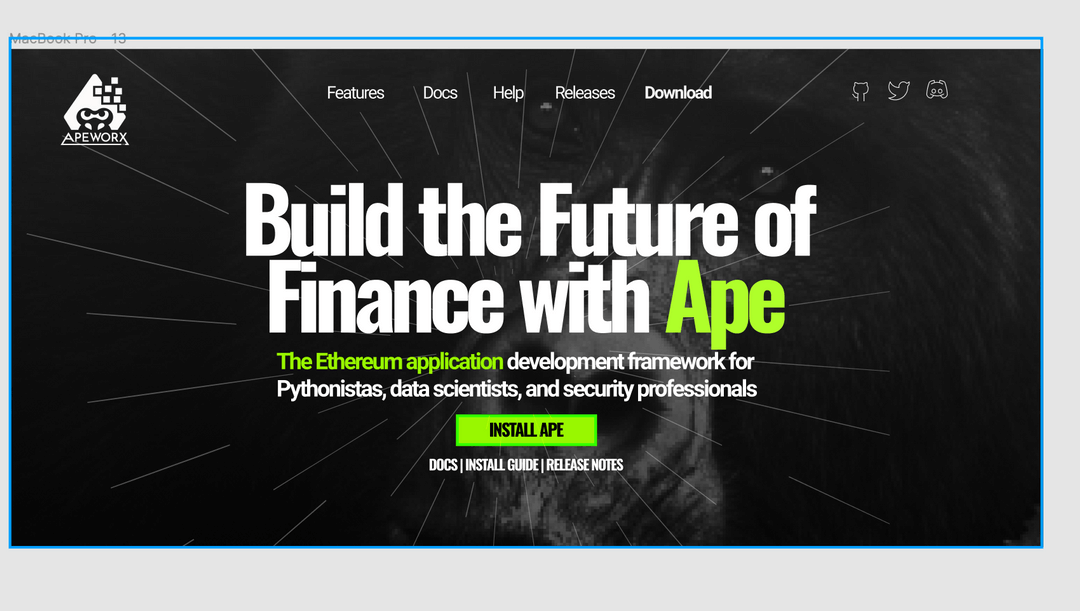 MacBook Pro - 13
APEWORX
Features Docs Help Releases Download
Build the Future of
Finance with Ape
The Ethereum application development framework for
Pythonistas, data scientists, and security professionals
INSTALL APE
DOCS | INSTALL GUIDE | RELEASE NOTES